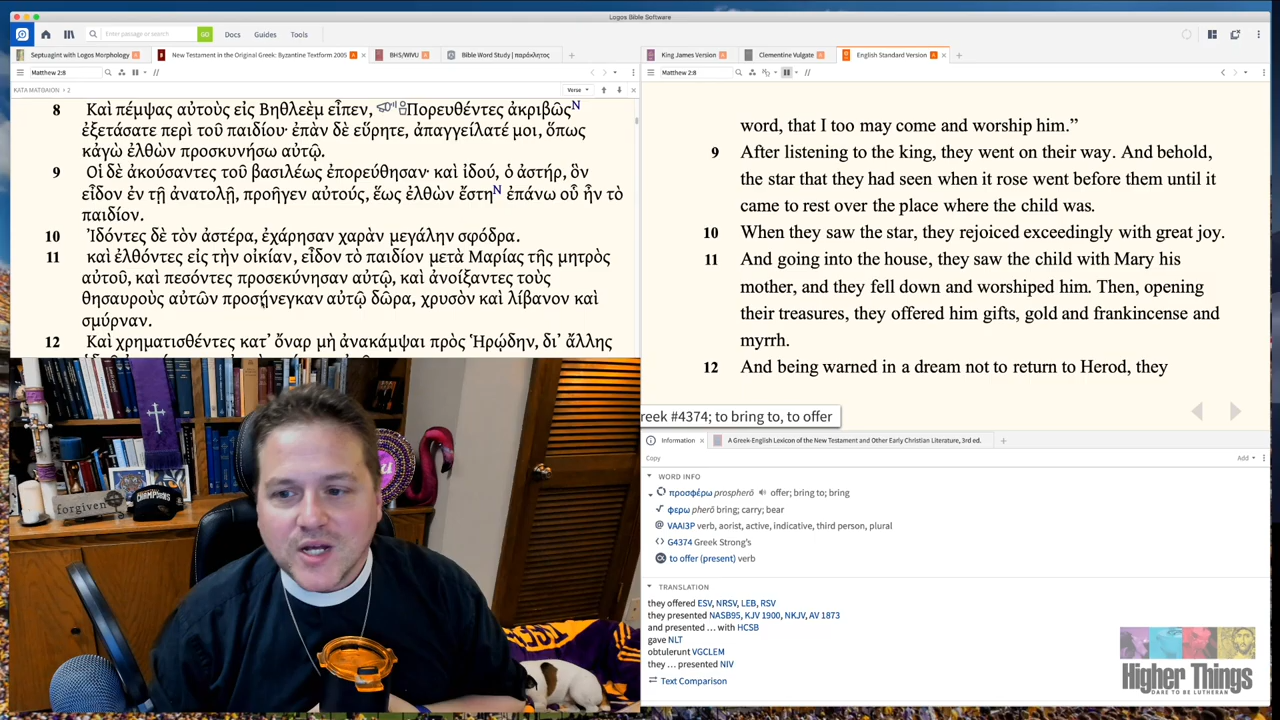 Logos Bible Software
Enter passage or search
GO
Docs
Guides
Tools
Septuagint with Logos Morphology
A
New Testament in the Original Greek: Byzantine Textform 2005
A
BHS/WIVU
Bible Word Study | παράκλητος
Matthew 2:8
ΚΑΤΑ ΜΑΤΘΑΙΟΝ > 2
Verse
8 Καὶ πέμψας αὐτοὺς εἰς Βηθλεὲμ εἶπεν, Πορευθέντες ἀκριβῶς N
ἐξετάσατε περὶ τοῦ παιδίου· ἐπὰν δὲ εὕρητε, ἀπαγγείλατέ μοι, ὅπως
κἀγὼ ἐλθὼν προσκυνήσω αὐτῷ.
9 Οἱ δὲ ἀκούσαντες τοῦ βασιλέως ἐπορεύθησαν· καὶ ἰδού, ὁ ἀστήρ, ὃν
εἶδον ἐν τῇ ἀνατολῇ, προῆγεν αὐτούς, ἕως ἐλθὼν ἔστη N ἐπάνω οὗ ἦν τὸ
παιδίον.
10 Ἰδόντες δὲ τὸν ἀστέρα, ἐχάρησαν χαρὰν μεγάλην σφόδρα.
11 καὶ ἐλθόντες εἰς τὴν οἰκίαν, εἶδον τὸ παιδίον μετὰ Μαρίας τῆς μητρὸς
αὐτοῦ, καὶ πεσόντες προσεκύνησαν αὐτῷ, καὶ ἀνοίξαντες τοὺς
θησαυροὺς αὐτῶν προσήνεγκαν αὐτῷ δῶρα, χρυσὸν καὶ λίβανον καὶ
σμύρναν.
12 Καὶ χρηματισθέντες κατ’ ὄναρ μὴ ἀνακάμψαι πρὸς Ἡρῴδην, δι’ ἄλλης
King James Version
Clementine Vulgate
English Standard Version
A
Matthew 2:8
word, that I too may come and worship him.”
9 After listening to the king, they went on their way. And behold,
the star that they had seen when it rose went before them until it
came to rest over the place where the child was.
10 When they saw the star, they rejoiced exceedingly with great joy.
11 And going into the house, they saw the child with Mary his
mother, and they fell down and worshiped him. Then, opening
their treasures, they offered him gifts, gold and frankincense and
myrrh.
12 And being warned in a dream not to return to Herod, they
reek #4374; to bring to, to offer
Information
A Greek-English Lexicon of the New Testament and Other Early Christian Literature, 3rd ed.
Copy
Add
WORD INFO
προσφέρω prospherō offer; bring to; bring
φερω pherō bring; carry; bear
@ VAAI3P verb, aorist, active, indicative, third person, plural
<> G4374 Greek Strong's
to offer (present) verb
TRANSLATION
they offered ESV, NRSV, LEB, RSV
they presented NASB95, KJV 1900, NKJV, AV 1873
and presented … with HCSB
gave NLT
obtulerunt VGCLEM
they … presented NIV
Text Comparison
forgiven
CHAMPIONS
Higher Things
DARE TO BE LUTHERAN